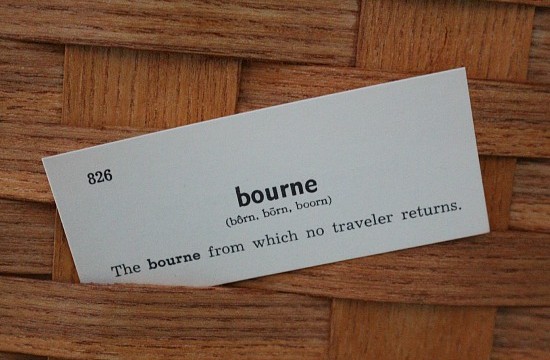 826
bourne
(bôrn, bōrn, boorn)
The bourne from which no traveler returns.